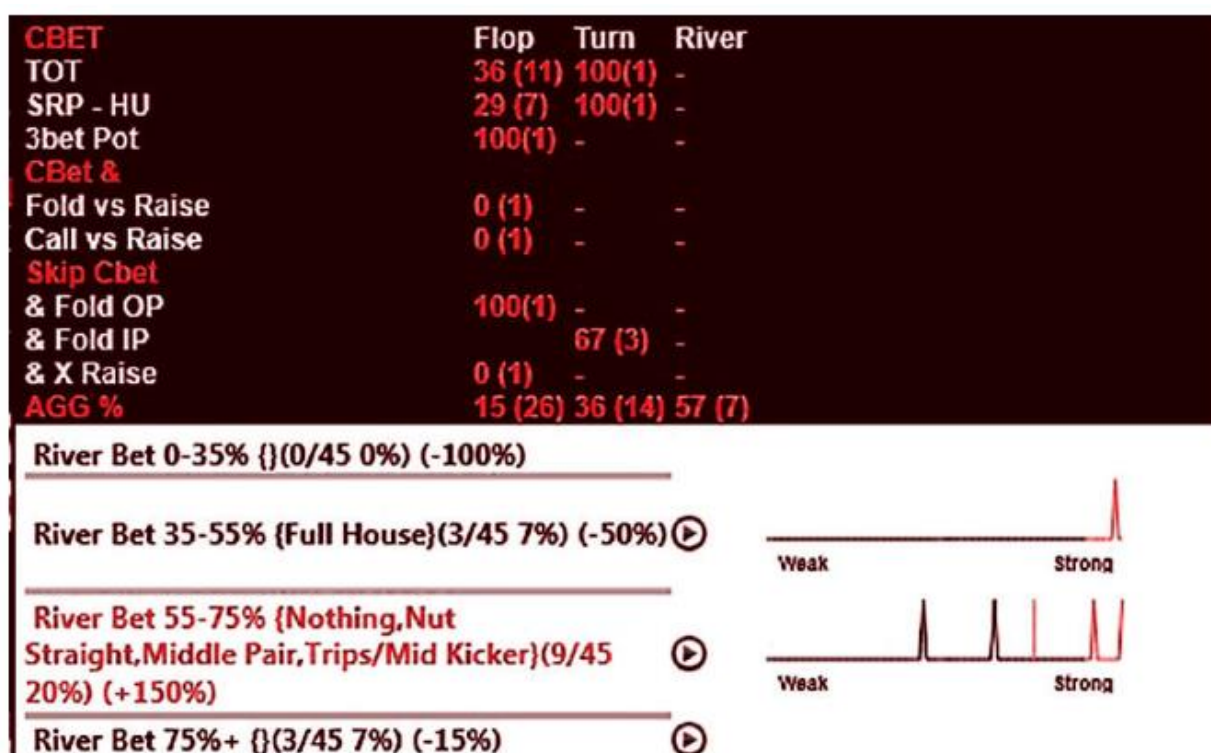 CBET Flop Turn River
TOT 36 (11) 100(1) -
SRP - HU 29 (7) 100(1) -
3bet Pot 100(1) - -
CBet &
Fold vs Raise 0 (1) - -
Call vs Raise 0 (1) - -
Skip Cbet
& Fold OP 100(1) - -
& Fold IP 67 (3) -
& X Raise 0 (1) - -
AGG % 15 (26) 36 (14) 57 (7)
River Bet 0-35% {}(0/45 0%) (-100%)
River Bet 35-55% {Full House}(3/45 7%) (-50%)
Weak Strong
River Bet 55-75% {Nothing,Nut
Straight,Middle Pair,Trips/Mid Kicker}(9/45
20%) (+150%)
Weak Strong
River Bet 75%+ {}(3/45 7%) (-15%)